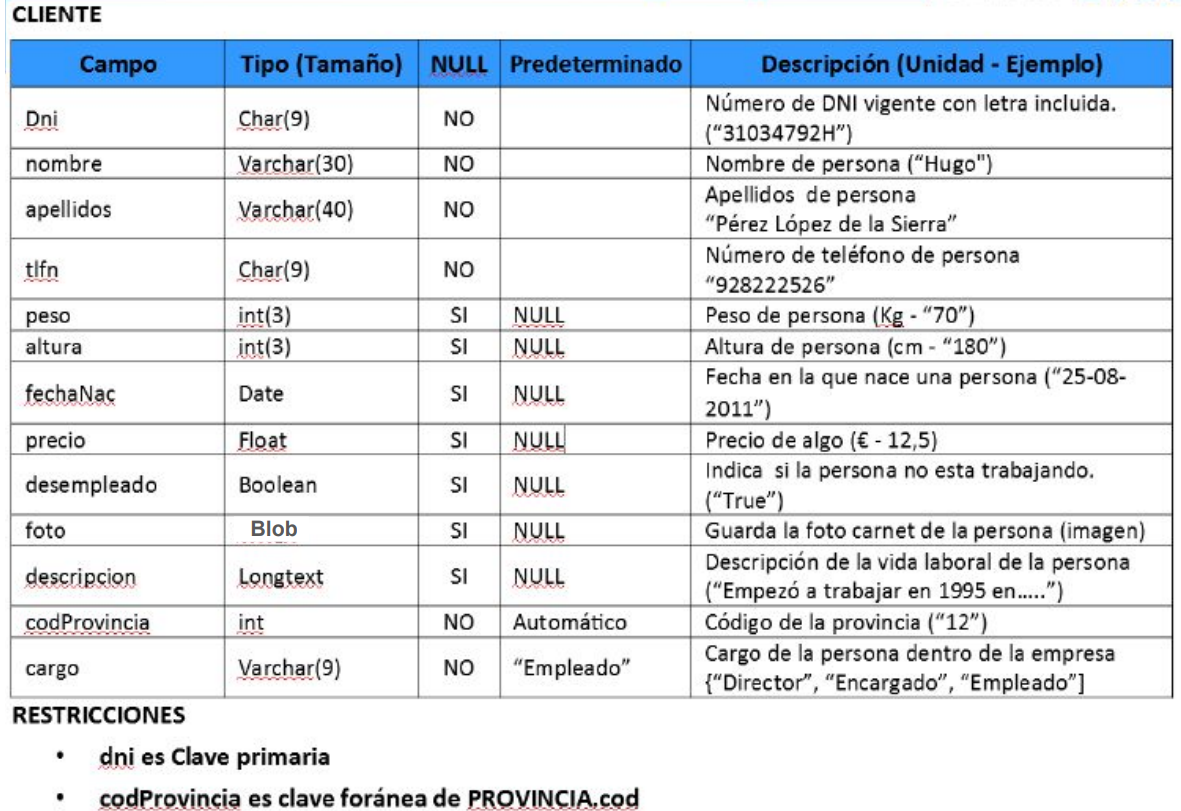 CLIENTE
Campo Tipo (Tamaño) NULL Predeterminado Descripción (Unidad - Ejemplo)
Dni Char(9) NO Número de DNI vigente con letra incluida.
(“31034792H”)
nombre Varchar(30) NO Nombre de persona (“Hugo")
apellidos Varchar(40) NO Apellidos de persona
“Pérez López de la Sierra”
tlfn Char(9) NO Número de teléfono de persona
“928222526”
peso int(3) SI NULL Peso de persona (Kg - “70”)
altura int(3) SI NULL Altura de persona (cm - “180”)
fechaNac Date SI NULL Fecha en la que nace una persona (“25-08-
2011”)
precio Float SI NULL Precio de algo (€ - 12,5)
desempleado Boolean SI NULL Indica si la persona no esta trabajando.
(“True”)
foto Blob SI NULL Guarda la foto carnet de la persona (imagen)
descripcion Longtext SI NULL Descripción de la vida laboral de la persona
(“Empezó a trabajar en 1995 en…..”)
codProvincia int NO Automático Código de la provincia (“12”)
cargo Varchar(9) NO “Empleado” Cargo de la persona dentro de la empresa
{“Director”, “Encargado”, “Empleado”]
RESTRICCIONES
• dni es Clave primaria
• codProvincia es clave foránea de PROVINCIA.cod